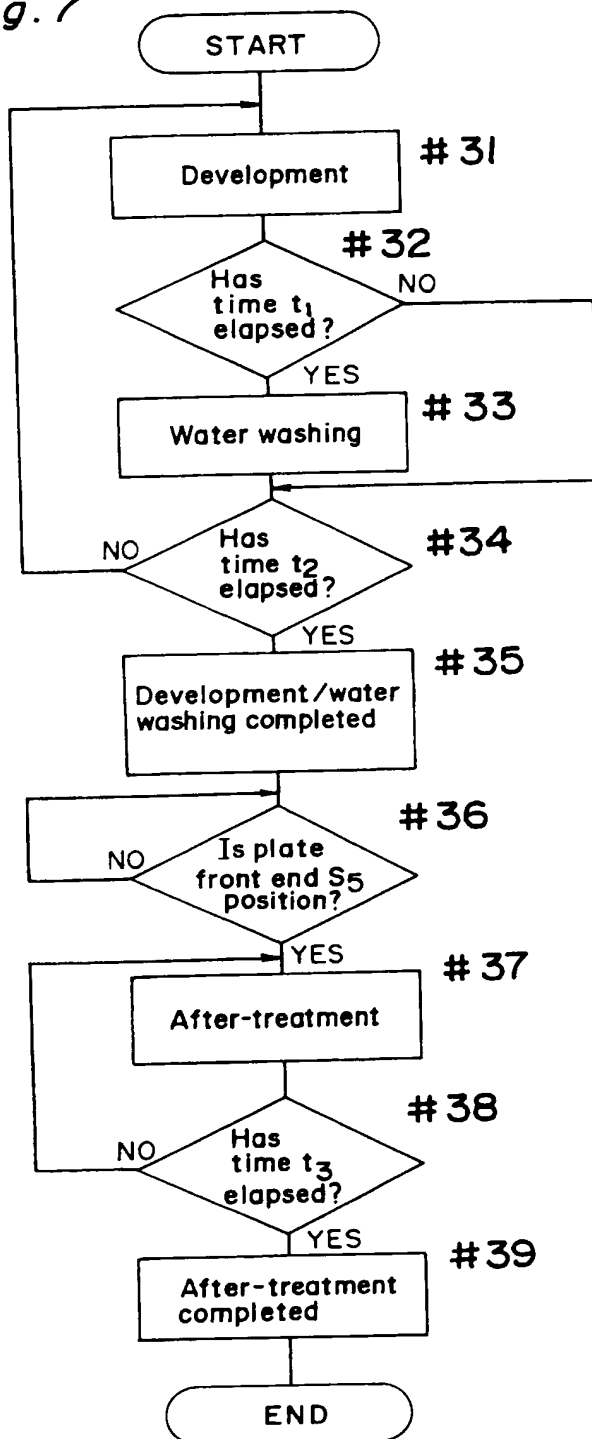 g. 7
START
Development
#31
#32
Has
time t1
elapsed?
NO
YES
Water washing
#33
Has
time t2
elapsed?
#34
NO
YES
Development/water
washing completed
#35
#36
Is plate
front end S5
position?
NO
YES
After-treatment
#37
#38
Has
time t3
elapsed?
NO
YES
After-treatment
completed
#39
END